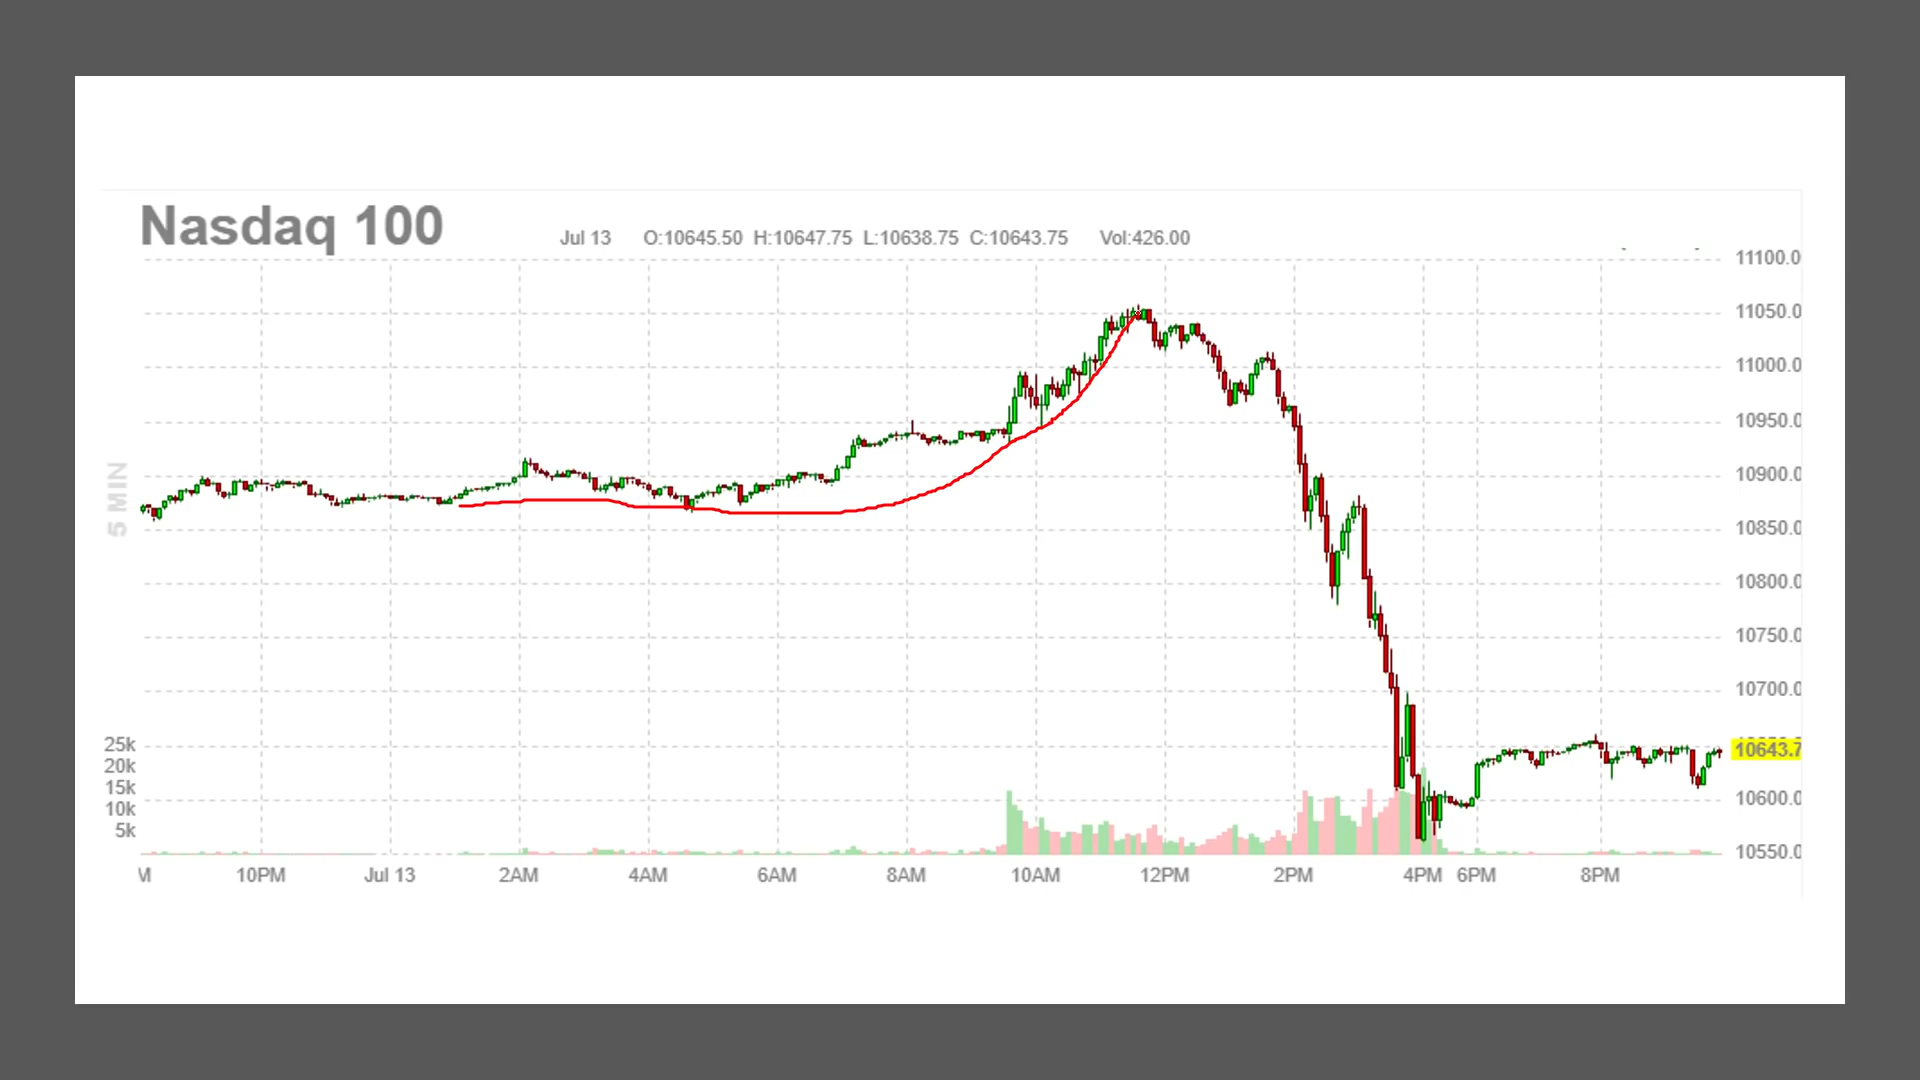 Nasdaq 100
Jul 13 O:10645.50 H:10647.75 L:10638.75 C:10643.75 Vol:426.00
11100.0
11050.0
11000.0
10950.0
10900.0
5 MIN
10850.0
10800.0
10750.0
10700.0
25k
10643.7
20k
15k
10600.0
10k
5k
10550.0
10PM Jul 13 2AM 4AM 6AM 8AM 10AM 12PM 2PM 4PM 6PM 8PM